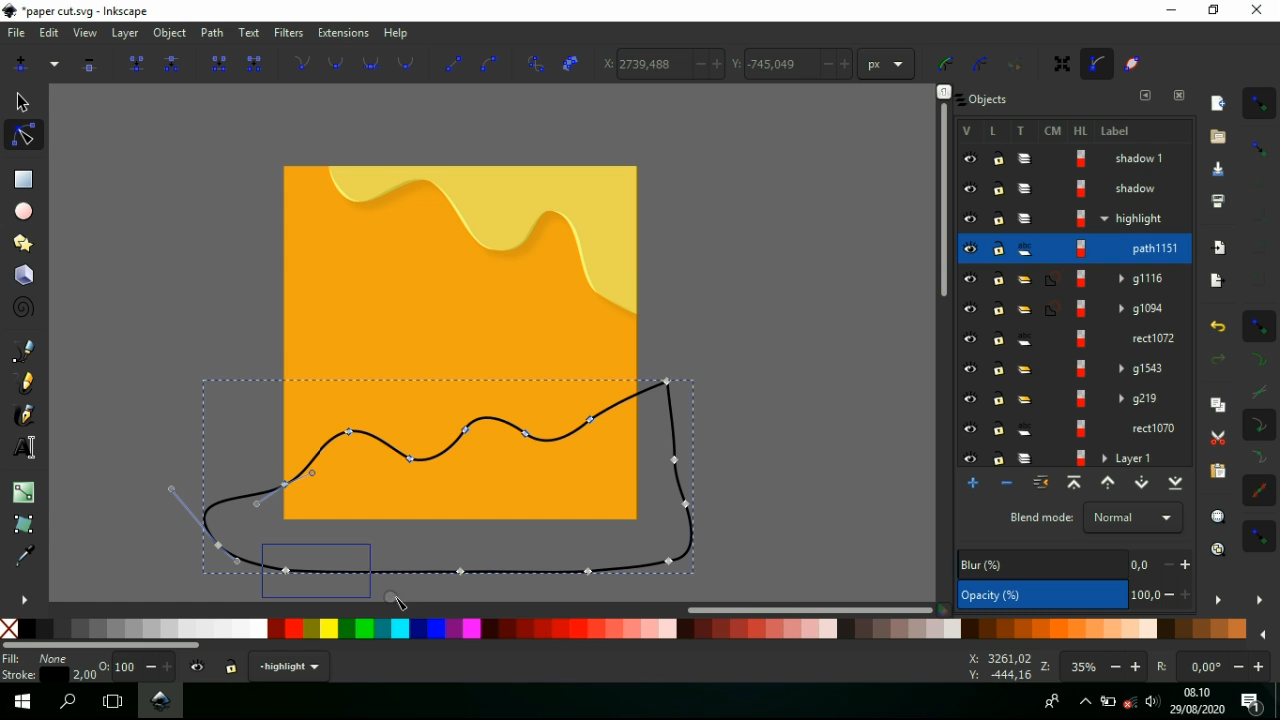 *paper cut.svg - Inkscape
File Edit View Layer Object Path Text Filters Extensions Help
X: 2739,488 Y: -745,049 px
Objects
V L T CM HL Label
shadow 1
shadow
highlight
path1151
g1116
g1094
rect1072
g1543
g219
rect1070
Layer 1
Blend mode: Normal
Blur (%) 0,0
Opacity (%) 100,0
Fill: None O: 100 highlight X: 3261,02 Z: 35% R: 0,00°
Stroke: 2,00 Y: -444,16
08.10
29/08/2020